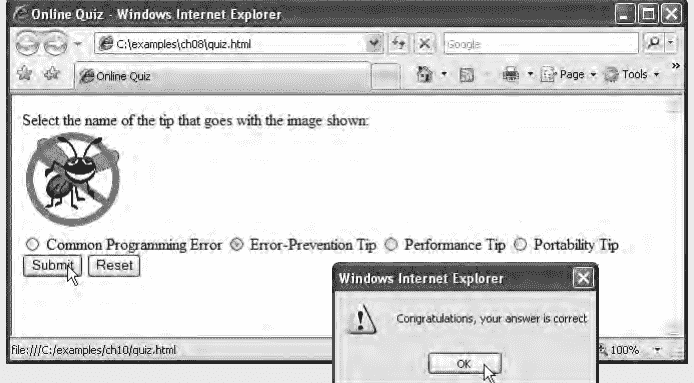 Online Quiz - Windows Internet Explorer
C:\examples\ch08\quiz.html
Google
Online Quiz
Page
Tools
»
Select the name of the tip that goes with the image shown:
Common Programming Error Error-Prevention Tip Performance Tip Portability Tip
Submit Reset
Windows Internet Explorer
Congratulations, your answer is correct
OK
file:///C:/examples/ch10/quiz.html
100%